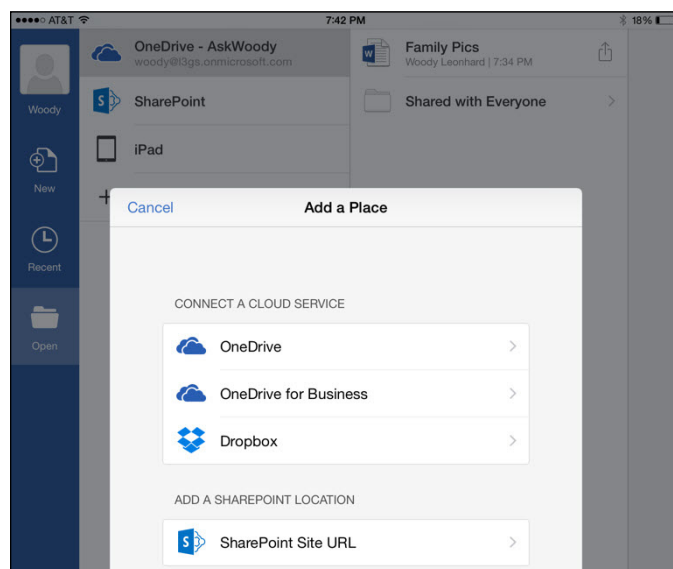 AT&T 7:42 PM 18%
OneDrive - AskWoody
woody@l3gs.onmicrosoft.com
Family Pics
Woody Leonhard | 7:34 PM
Woody
SharePoint
Shared with Everyone
iPad
New
Cancel Add a Place
Recent
CONNECT A CLOUD SERVICE
OneDrive
Open
OneDrive for Business
Dropbox
ADD A SHAREPOINT LOCATION
SharePoint Site URL